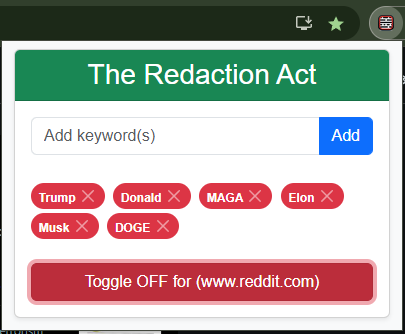 The Redaction Act
Add keyword(s) Add
Trump Donald MAGA Elon
Musk DOGE
Toggle OFF for (www.reddit.com)